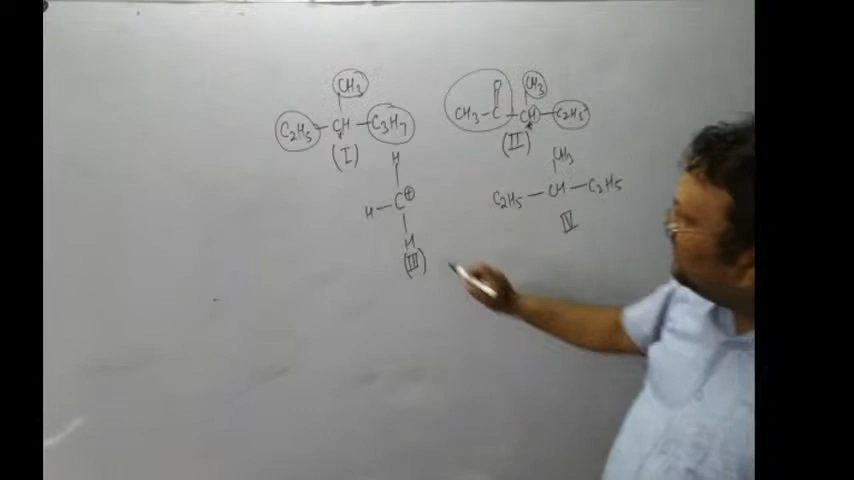 CH3
C2H5 - CH - C3H7
(I)
O
CH3 - C - CH - C2H5
CH3
(II)
H
H - C⊕
H
(III)
CH3
C2H5 - CH - C2H5
IV